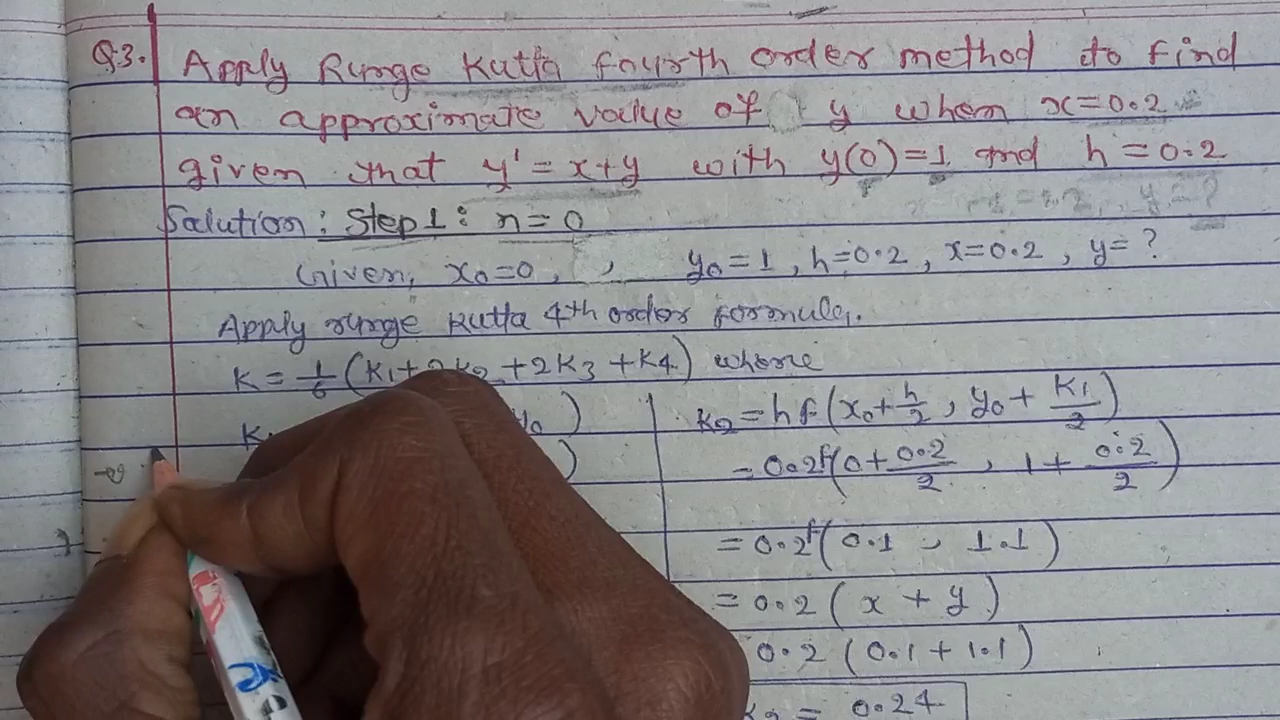 Q.3. Apply Runge Kutta fourth order method to find
an approximate value of y when x=0.2
given that y' = x+y with y(0)=1 and h=0.2
Solution: Step 1: n=0
Given, x₀=0, , y₀=1, h=0.2, x=0.2, y=?
Apply runge kutta 4th order formula.
K = 1/6 (K₁+2K₂+2K₃+K₄) where
K₂ = hf(x₀+h/2, y₀+K₁/2)
= 0.2f(0+0.2/2, 1+0.2/2)
= 0.2f(0.1, 1.1)
= 0.2(x+y)
0.2(0.1+1.1)
= 0.24